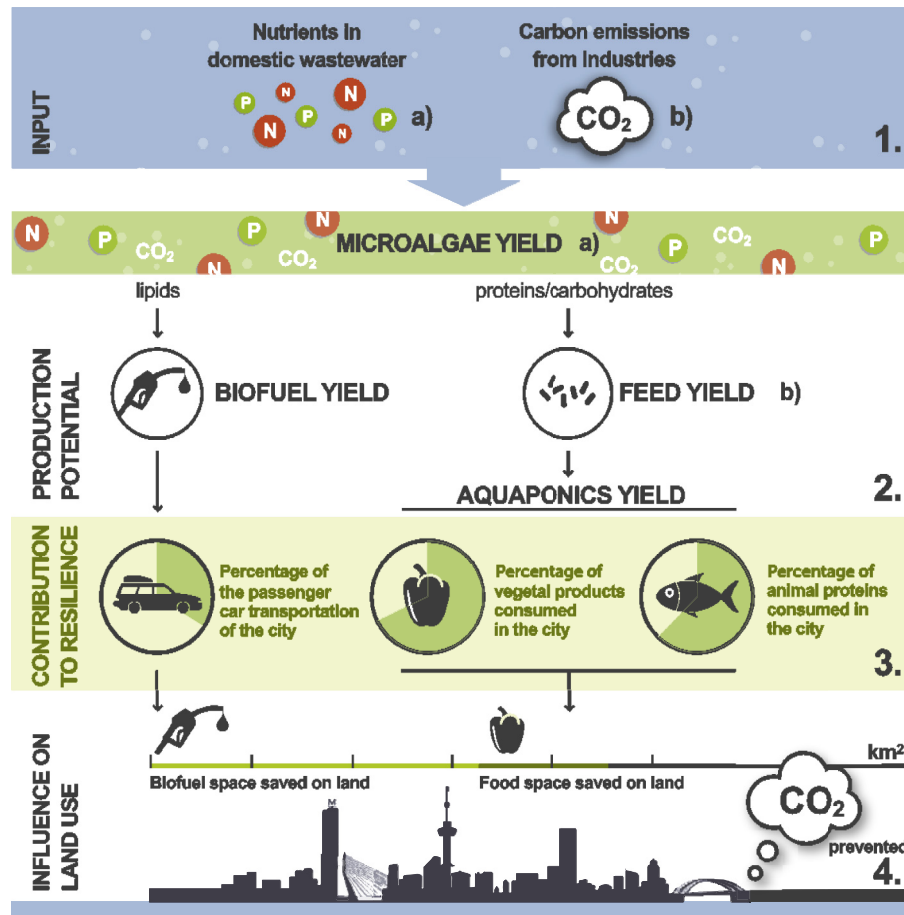 Nutrients in
domestic wastewater
Carbon emissions
from industries
P N N P N N P a)
CO₂ b)
INPUT
1.
N P CO₂ N P CO₂ N
MICROALGAE YIELD a)
N CO₂ P CO₂ N P
lipids
proteins/carbohydrates
PRODUCTION
POTENTIAL
BIOFUEL YIELD
FEED YIELD b)
AQUAPONICS YIELD
2.
CONTRIBUTION
TO RESILIENCE
Percentage of
the passenger
car transportation
of the city
Percentage of
vegetal products
consumed
in the city
Percentage of
animal proteins
consumed in
the city
3.
INFLUENCE ON
LAND USE
km²
Biofuel space saved on land
Food space saved on land
CO₂
prevented
4.
M